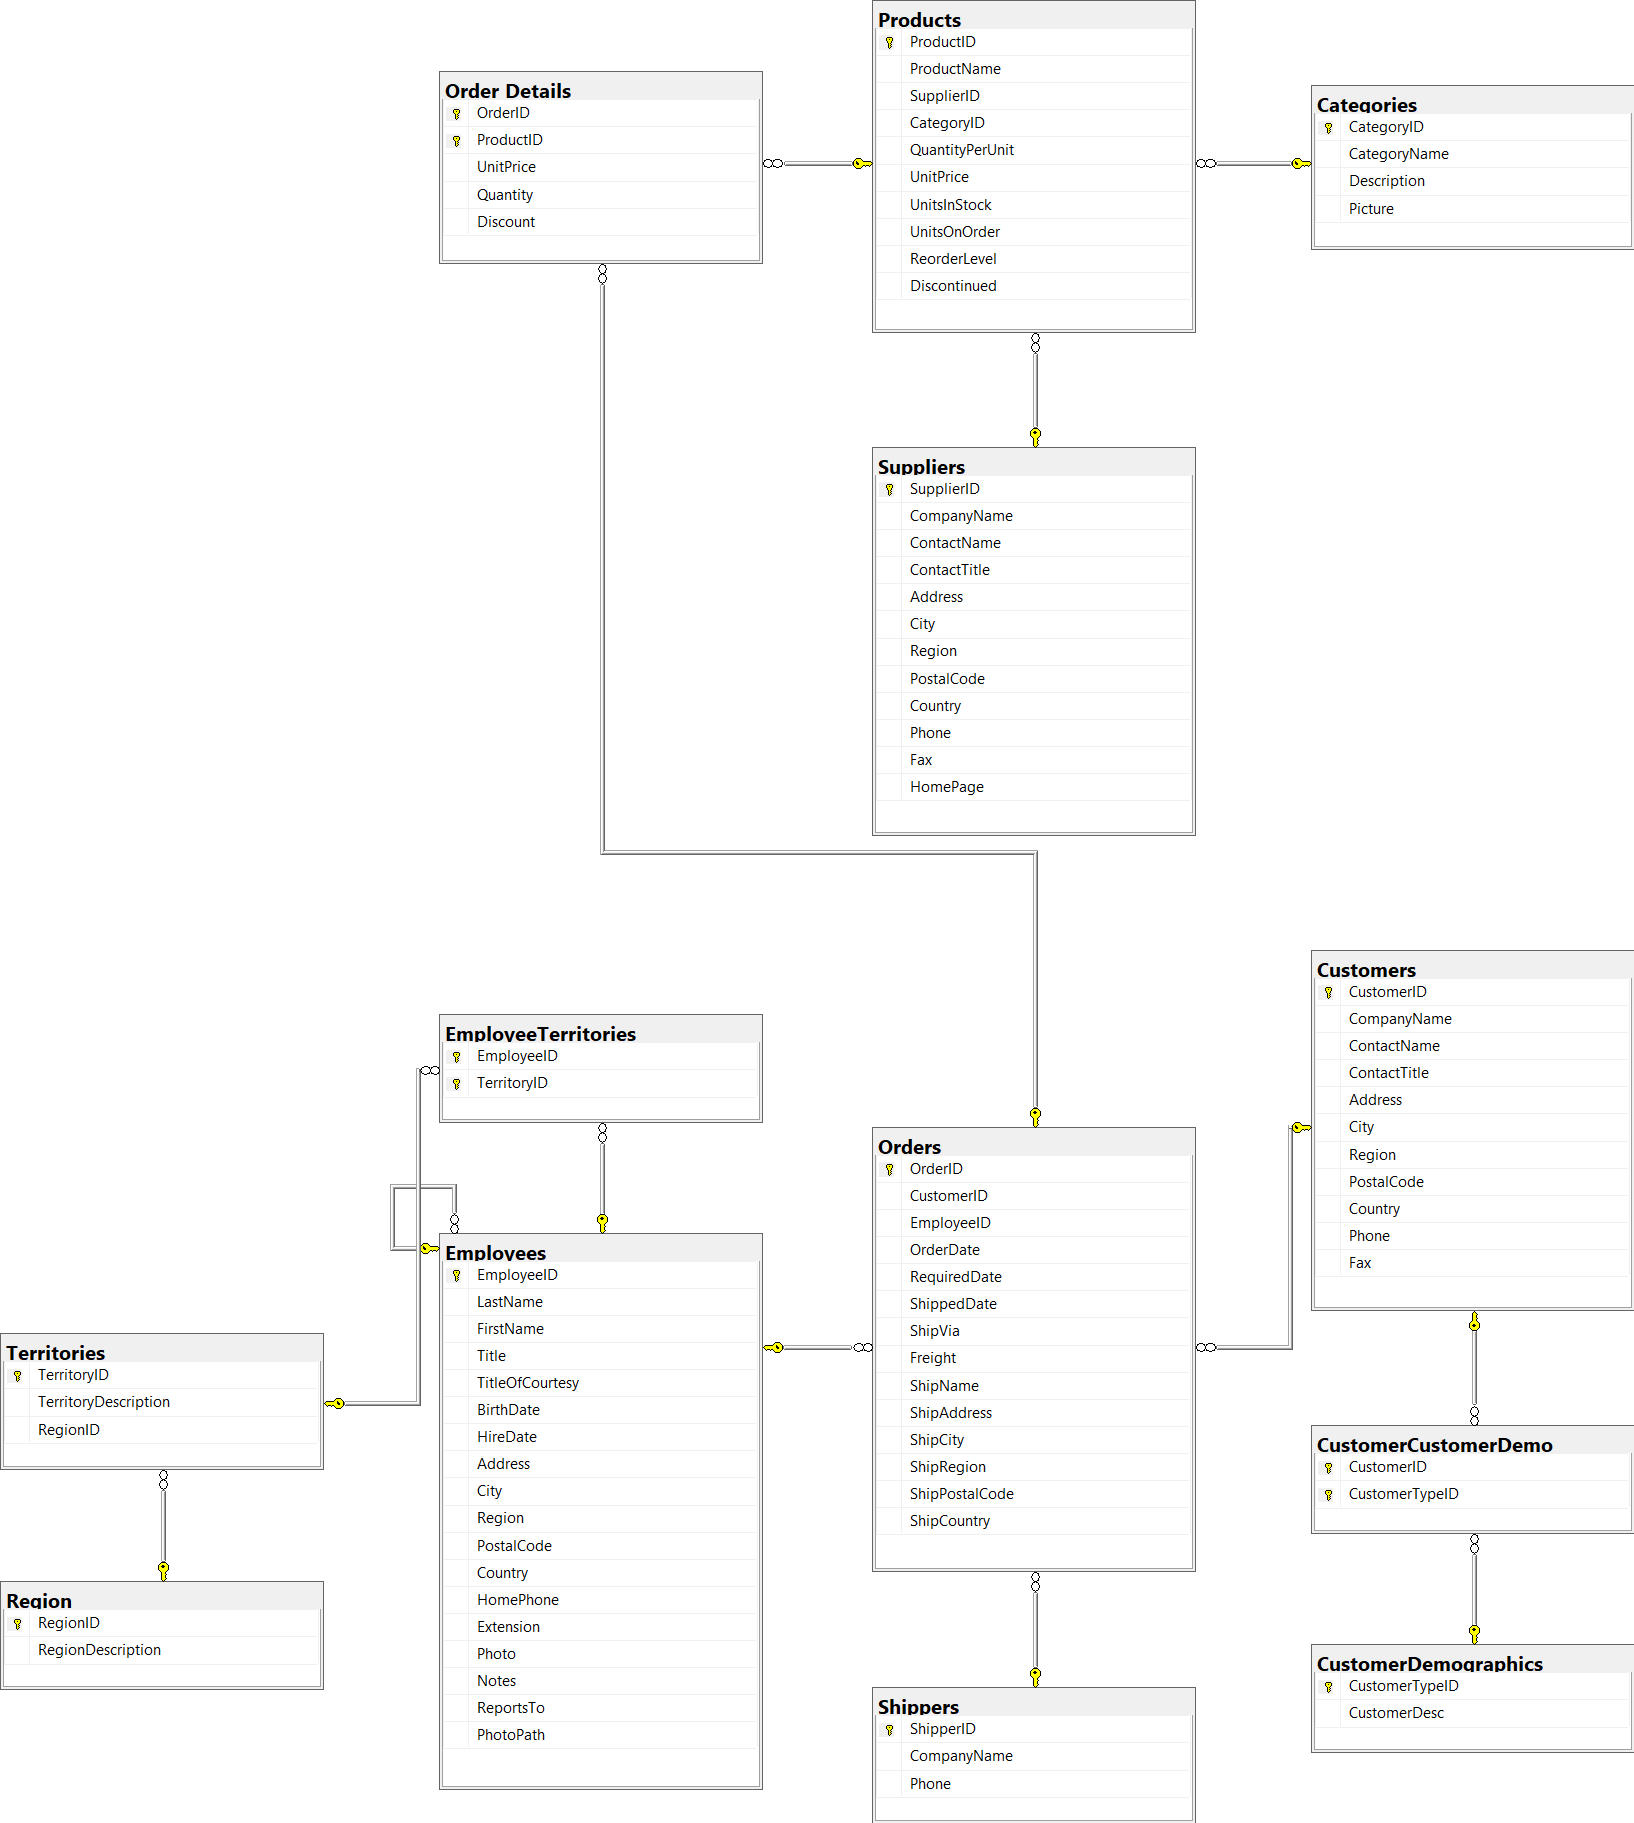 Products
ProductID
ProductName
SupplierID
CategoryID
QuantityPerUnit
UnitPrice
UnitsInStock
UnitsOnOrder
ReorderLevel
Discontinued
Order Details
OrderID
ProductID
UnitPrice
Quantity
Discount
Categories
CategoryID
CategoryName
Description
Picture
Suppliers
SupplierID
CompanyName
ContactName
ContactTitle
Address
City
Region
PostalCode
Country
Phone
Fax
HomePage
Customers
CustomerID
CompanyName
ContactName
ContactTitle
Address
City
Region
PostalCode
Country
Phone
Fax
EmployeeTerritories
EmployeeID
TerritoryID
Orders
OrderID
CustomerID
EmployeeID
OrderDate
RequiredDate
ShippedDate
ShipVia
Freight
ShipName
ShipAddress
ShipCity
ShipRegion
ShipPostalCode
ShipCountry
Employees
EmployeeID
LastName
FirstName
Title
TitleOfCourtesy
BirthDate
HireDate
Address
City
Region
PostalCode
Country
HomePhone
Extension
Photo
Notes
ReportsTo
PhotoPath
Territories
TerritoryID
TerritoryDescription
RegionID
CustomerCustomerDemo
CustomerID
CustomerTypeID
Region
RegionID
RegionDescription
CustomerDemographics
CustomerTypeID
CustomerDesc
Shippers
ShipperID
CompanyName
Phone